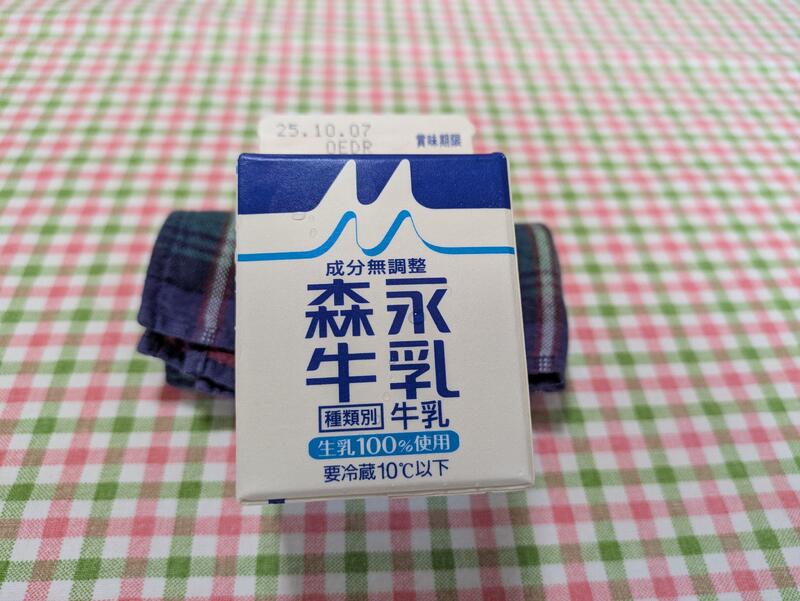 25.10.07
OEDR 賞味期限
成分無調整
森永
牛乳
種類別 牛乳
生乳100%使用
要冷蔵10℃以下